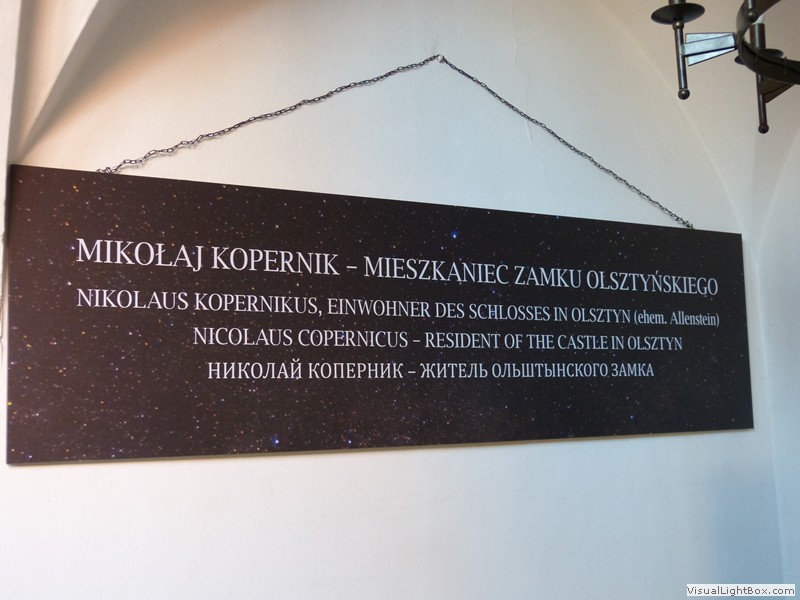 MIKOŁAJ KOPERNIK – MIESZKANIEC ZAMKU OLSZTYŃSKIEGO
NIKOLAUS KOPERNIKUS, EINWOHNER DES SCHLOSSES IN OLSZTYN (ehem. Allenstein)
NICOLAUS COPERNICUS – RESIDENT OF THE CASTLE IN OLSZTYN
НИКОЛАЙ КОПЕРНИК – ЖИТЕЛЬ ОЛЬШТЫНСКОГО ЗАМКА
VisualLightBox.com